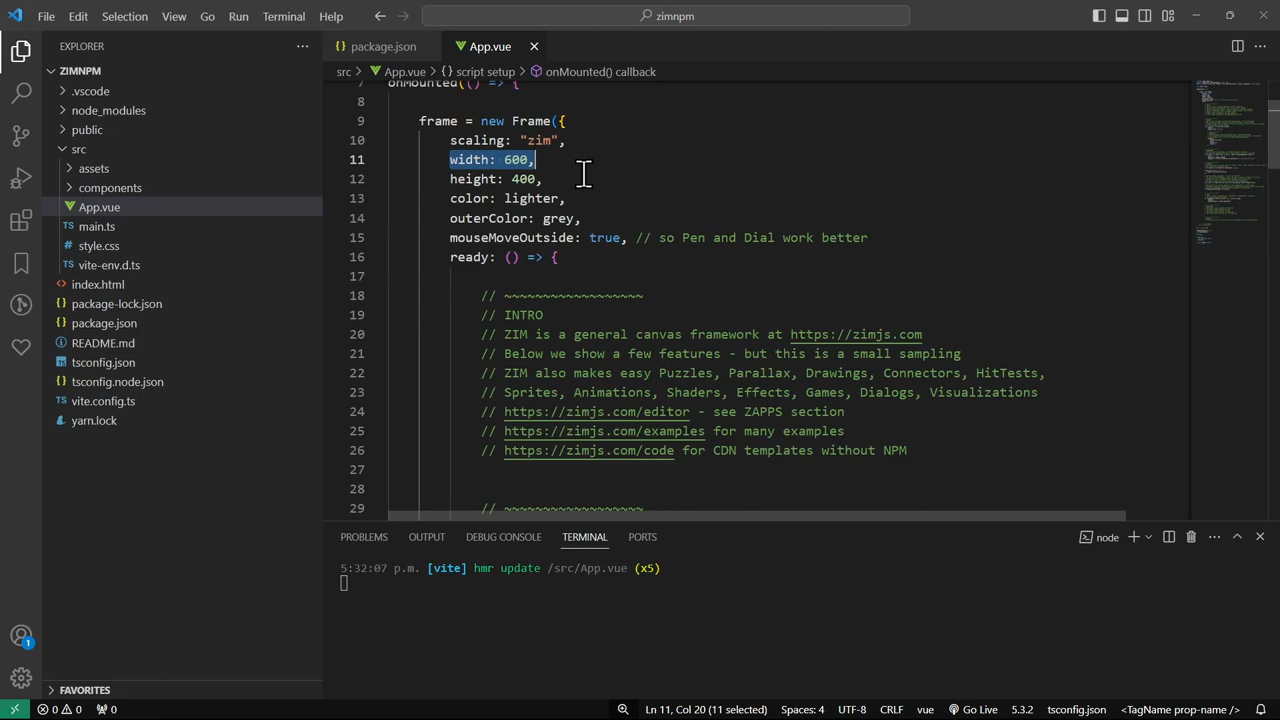 File Edit Selection View Go Run Terminal Help
zimnpm
EXPLORER
ZIMNPM
.vscode
node_modules
public
src
assets
components
App.vue
main.ts
style.css
vite-env.d.ts
index.html
package-lock.json
package.json
README.md
tsconfig.json
tsconfig.node.json
vite.config.ts
yarn.lock
FAVORITES
package.json App.vue
src App.vue script setup onMounted() callback
7 onMounted(() => {
8
9 frame = new Frame({
10 scaling: "zim",
11 width: 600,
12 height: 400,
13 color: lighter,
14 outerColor: grey,
15 mouseMoveOutside: true, // so Pen and Dial work better
16 ready: () => {
17
18 // ~~~~~~~~~~~~~~~~~~
19 // INTRO
20 // ZIM is a general canvas framework at https://zimjs.com
21 // Below we show a few features - but this is a small sampling
22 // ZIM also makes easy Puzzles, Parallax, Drawings, Connectors, HitTests,
23 // Sprites, Animations, Shaders, Effects, Games, Dialogs, Visualizations
24 // https://zimjs.com/editor - see ZAPPS section
25 // https://zimjs.com/examples for many examples
26 // https://zimjs.com/code for CDN templates without NPM
27
28
29 // ~~~~~~~~~~~~~~~~~~
PROBLEMS OUTPUT DEBUG CONSOLE TERMINAL PORTS
node
5:32:07 p.m. [vite] hmr update /src/App.vue (x5)
1
0 0 0 Ln 11, Col 20 (11 selected) Spaces: 4 UTF-8 CRLF vue Go Live 5.3.2 tsconfig.json <TagName prop-name />